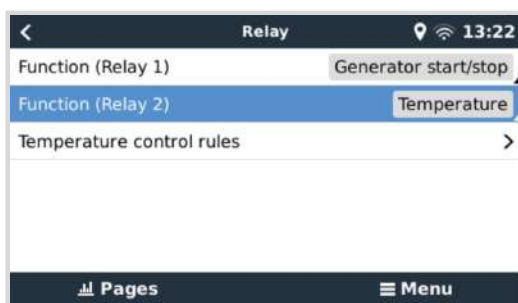 Relay 13:22
Function (Relay 1) Generator start/stop
Function (Relay 2) Temperature
Temperature control rules
Pages Menu